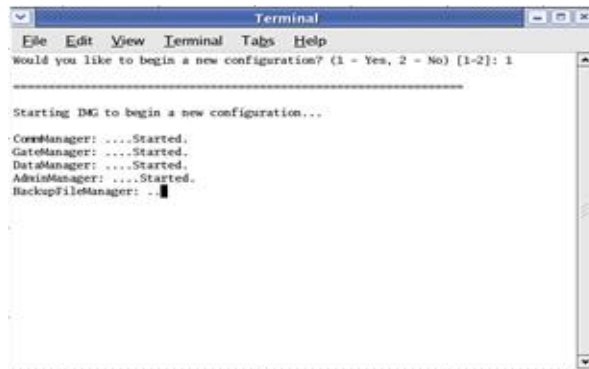 Terminal
File Edit View Terminal Tabs Help
Would you like to begin a new configuration? (1 - Yes, 2 - No) [1-2]: 1
================================================================
Starting IMG to begin a new configuration...
CommManager: ....Started.
GateManager: ....Started.
DataManager: ....Started.
AdminManager: ....Started.
BackupFileManager: ..